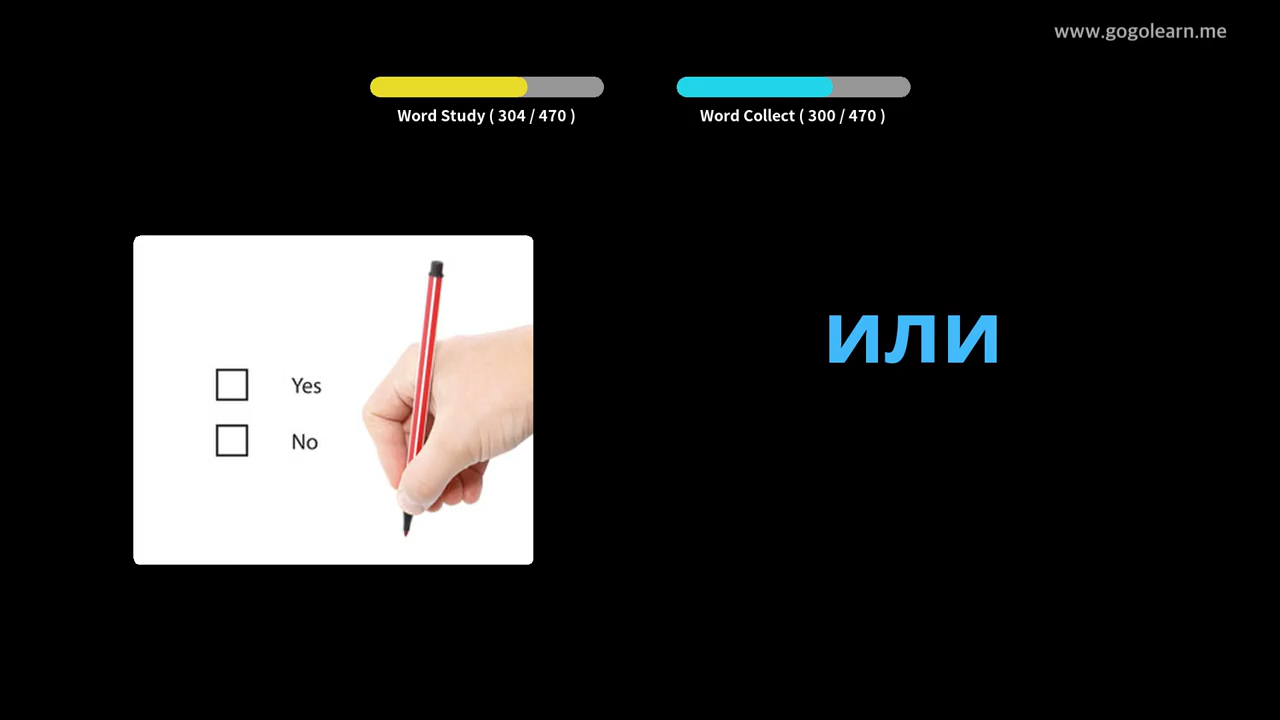 www.gogolearn.me
Word Study ( 304 / 470 )
Word Collect ( 300 / 470 )
Yes
No
или